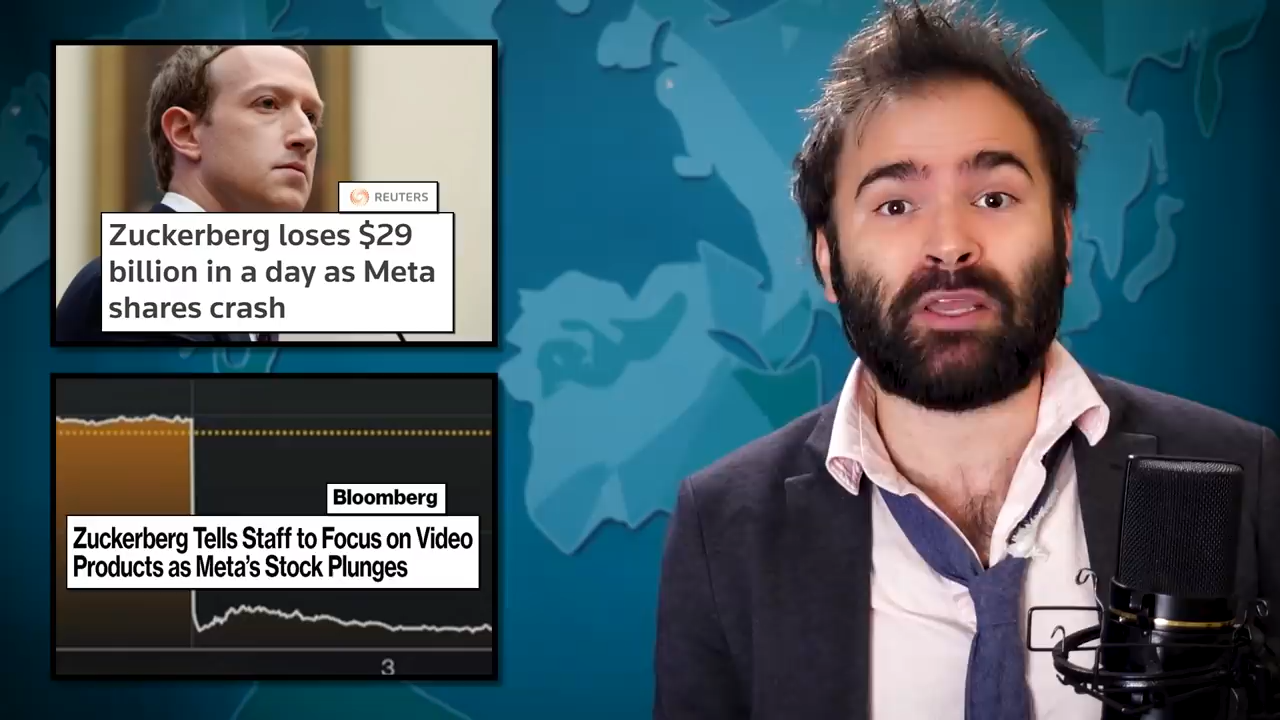 REUTERS
Zuckerberg loses $29
billion in a day as Meta
shares crash
Bloomberg
Zuckerberg Tells Staff to Focus on Video
Products as Meta's Stock Plunges
3